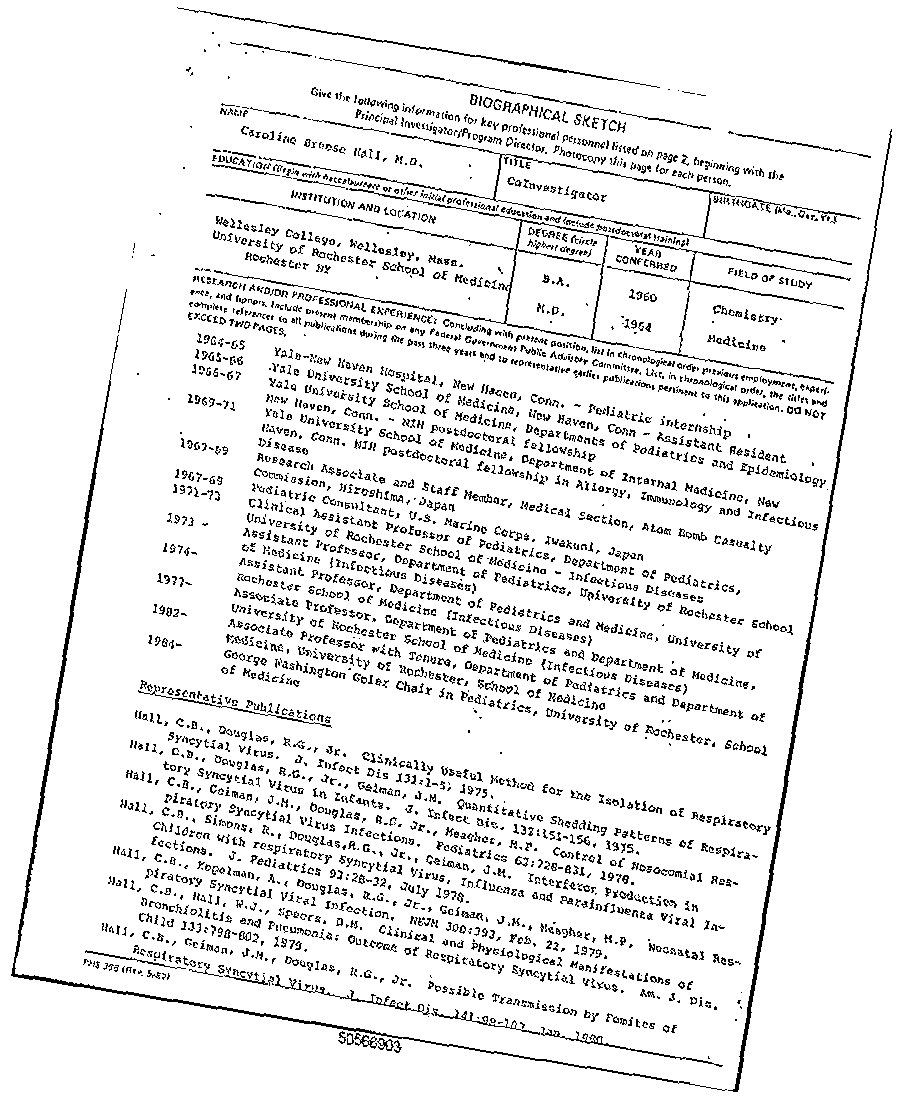 BIOGRAPHICAL SKETCH
Give the following information for key professional personnel listed on page 2, beginning with the
Principal Investigator/Program Director. Photocopy this page for each person.
NAME
TITLE
BIRTHDATE (Mo., Day, Yr.)
Caroline Breese Hall, M.D.
CoInvestigator
EDUCATION (Begin with baccalaureate or other initial professional education and include postdoctoral training)
INSTITUTION AND LOCATION
DEGREE (circle highest degree)
YEAR CONFERRED
FIELD OF STUDY
Wellesley College, Wellesley, Mass.
B.A.
1960
Chemistry
University of Rochester School of Medicine
Rochester NY
M.D.
1964
Medicine
RESEARCH AND/OR PROFESSIONAL EXPERIENCE: Concluding with present position, list in chronological order previous employment, experi-
ence, and honors. Include present membership on any Federal Government Public Advisory Committee. List, in chronological order, the titles and
complete references to all publications during the past three years and to representative earlier publications pertinent to this application. DO NOT
EXCEED TWO PAGES.
1964-65 Yale-New Haven Hospital, New Haven, Conn. - Pediatric internship
1965-66 Yale University School of Medicine, New Haven, Conn - Assistant Resident
1966-67 Yale University School of Medicine, Departments of Pediatrics and Epidemiology
New Haven, Conn. - NIH postdoctoral fellowship
1969-71 Yale University School of Medicine, Department of Internal Medicine, New
Haven, Conn. NIH postdoctoral fellowship in Allergy, Immunology and Infectious
Disease
1967-69 Research Associate and Staff Member, Medical Section, Atom Bomb Casualty
Commission, Hiroshima, Japan
1967-69 Pediatric Consultant, U.S. Marine Corps, Iwakuni, Japan
1971-73 Clinical Assistant Professor of Pediatrics, Department of Pediatrics,
University of Rochester School of Medicine - Infectious Diseases
1973 - Assistant Professor, Department of Pediatrics, University of Rochester School
of Medicine (Infectious Diseases)
1974- Assistant Professor, Department of Pediatrics and Medicine, University of
Rochester School of Medicine (Infectious Diseases)
1977- Associate Professor, Department of Pediatrics and Department of Medicine,
University of Rochester School of Medicine (Infectious Diseases)
1982- Associate Professor with Tenure, Department of Pediatrics and Department of
Medicine, University of Rochester, School of Medicine
1984- George Washington Goler Chair in Pediatrics, University of Rochester, School
of Medicine
Representative Publications
Hall, C.B., Douglas, R.G., Jr. Clinically Useful Method for the Isolation of Respiratory
Syncytial Virus. J. Infect Dis 131:1-5, 1975.
Hall, C.B., Douglas, R.G., Jr., Geiman, J.M. Quantitative Shedding Patterns of Respira-
tory Syncytial Virus in Infants. J. Infect Dis. 132:151-156, 1975.
Hall, C.B., Geiman, J.M., Douglas, R.G. Jr., Meagher, M.P. Control of Nosocomial Res-
piratory Syncytial Virus Infections. Pediatrics 62:728-831, 1978.
Hall, C.B., Simons, R., Douglas,R.G., Jr., Geiman, J.M. Interferon Production in
Children with respiratory Syncytial Virus, Influenza and Parainfluenza Viral In-
fections. J. Pediatrics 93:28-32, July 1978.
Hall, C.B., Kopelman, A., Douglas, R.G., Jr., Geiman, J.M., Meagher, M.P. Neonatal Res-
piratory Syncytial Viral Infection. NEJM 300:393, Feb. 22, 1979.
Hall, C.B., Hall, W.J., Speers, D.M. Clinical and Physiological Manifestations of
Bronchiolitis and Pneumonia: Outcome of Respiratory Syncytial Virus. Am. J. Dis.
Child 133:798-802, 1979.
Hall, C.B., Geiman, J.M., Douglas, R.G., Jr. Possible Transmission by Fomites of
Respiratory Syncytial Virus. J. Infect Dis. 141:99-107, Jan. 1980
PHS 398 (Rev. 5/82)
50566903